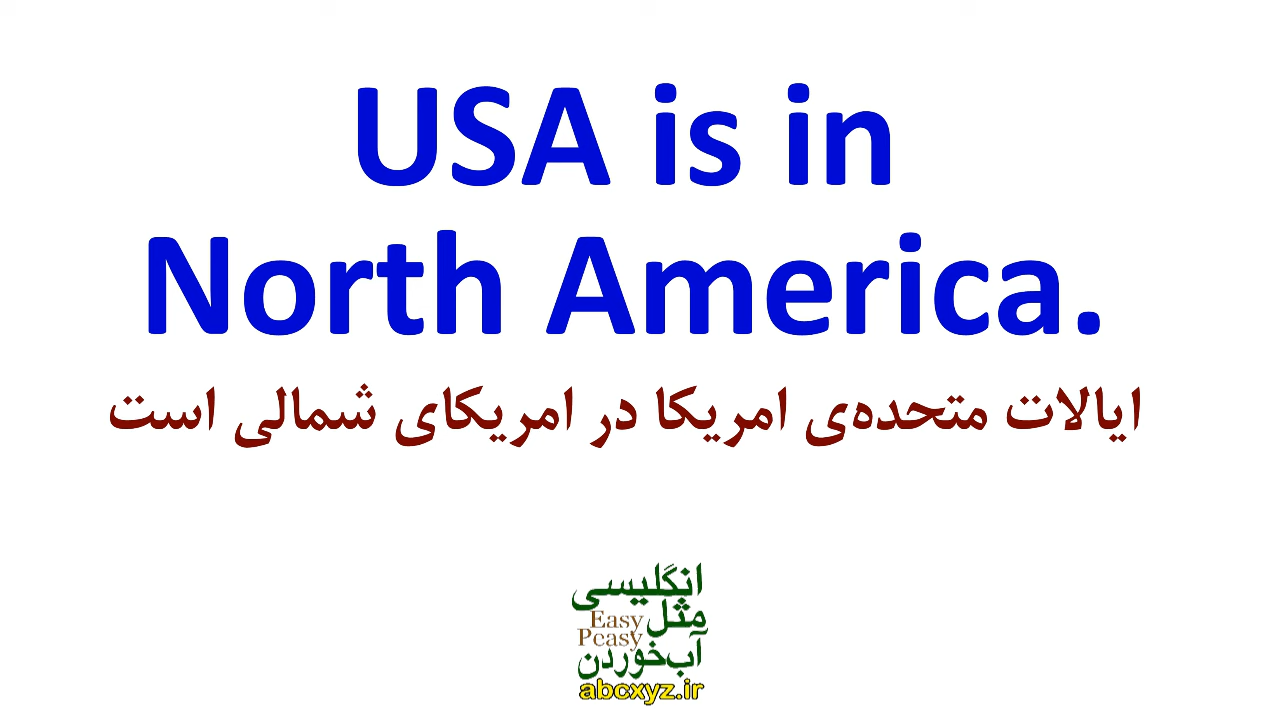 USA is in
North America.
ایالات متحده‌ی امریکا در امریکای شمالی است
انگلیسی
مثل
Easy
Peasy
آب‌خوردن
abcxyz.ir